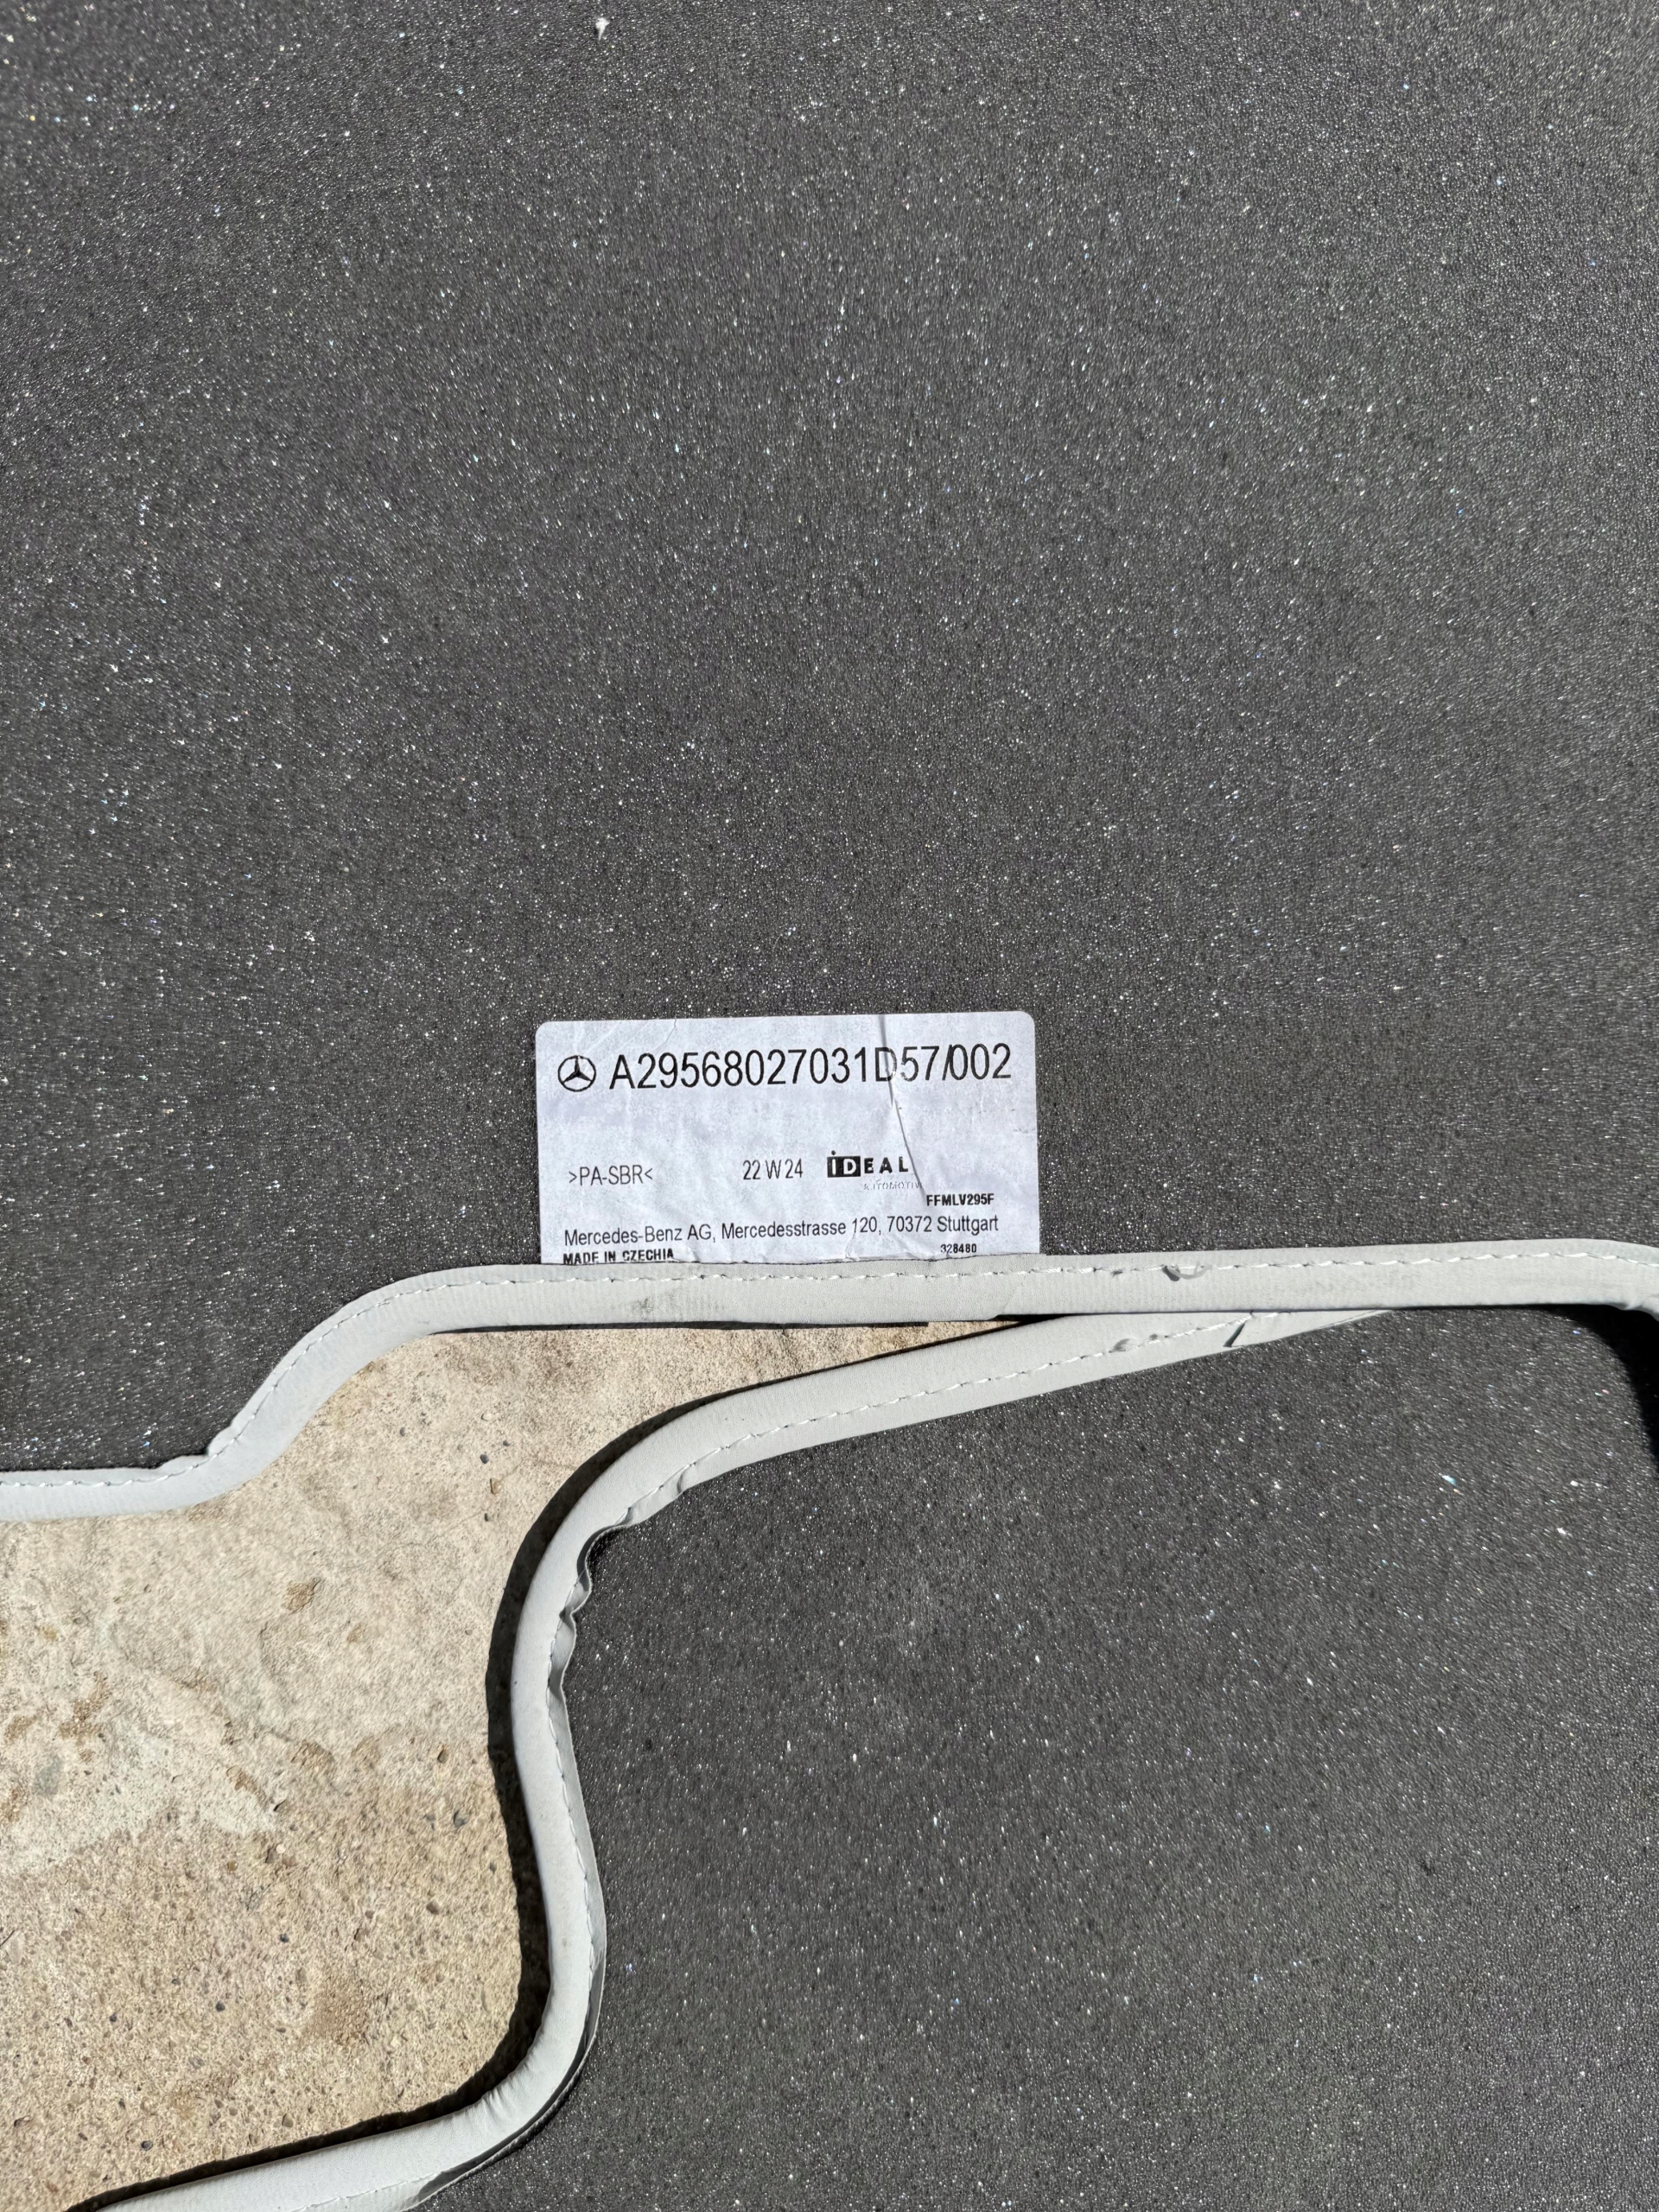 A29568027031D57/002
>PA-SBR< 22 W 24 iDEAL
AUTOMOTIVE
FFMLV295F
Mercedes-Benz AG, Mercedesstrasse 120, 70372 Stuttgart
MADE IN CZECHIA 328480